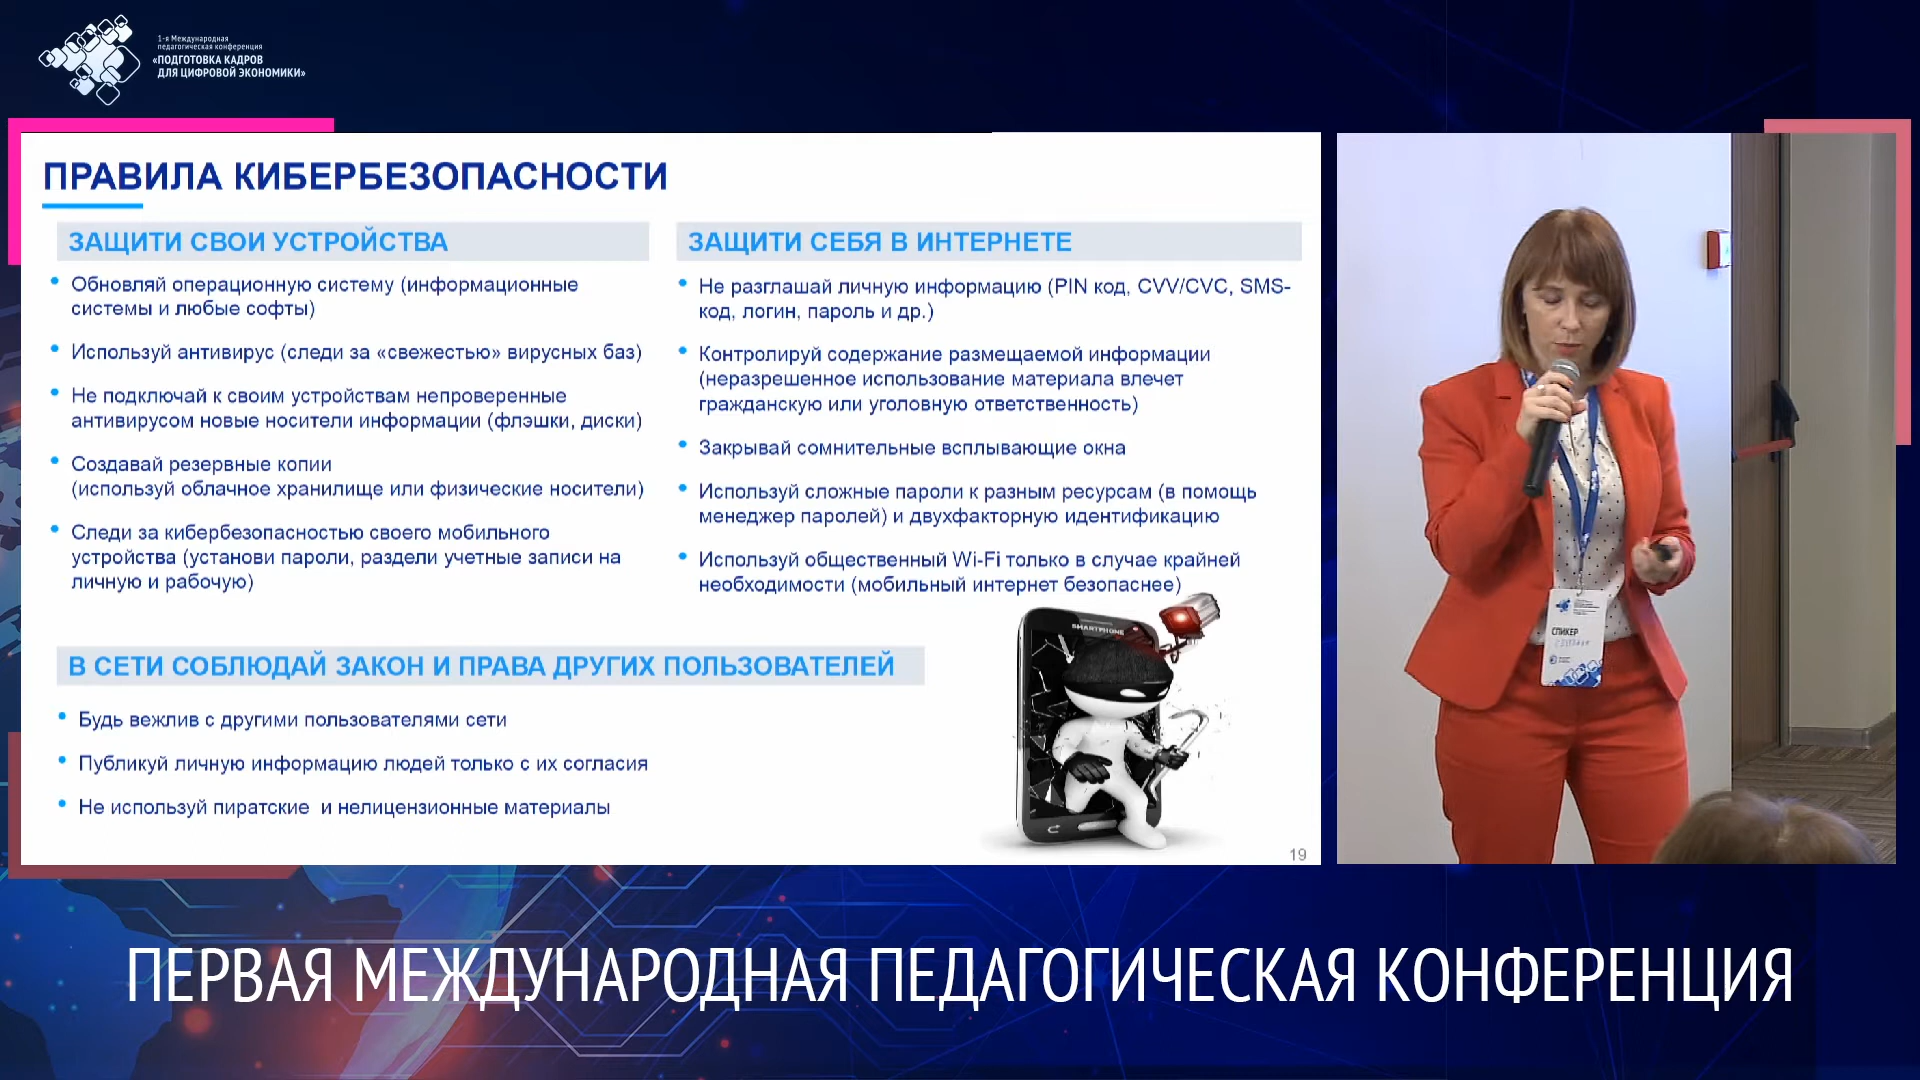 1-я Международная
педагогическая конференция
«ПОДГОТОВКА КАДРОВ
ДЛЯ ЦИФРОВОЙ ЭКОНОМИКИ»
ПРАВИЛА КИБЕРБЕЗОПАСНОСТИ
ЗАЩИТИ СВОИ УСТРОЙСТВА
• Обновляй операционную систему (информационные
системы и любые софты)
• Используй антивирус (следи за «свежестью» вирусных баз)
• Не подключай к своим устройствам непроверенные
антивирусом новые носители информации (флэшки, диски)
• Создавай резервные копии
(используй облачное хранилище или физические носители)
• Следи за кибербезопасностью своего мобильного
устройства (установи пароли, раздели учетные записи на
личную и рабочую)
ЗАЩИТИ СЕБЯ В ИНТЕРНЕТЕ
• Не разглашай личную информацию (PIN код, CVV/CVC, SMS-
код, логин, пароль и др.)
• Контролируй содержание размещаемой информации
(неразрешенное использование материала влечет
гражданскую или уголовную ответственность)
• Закрывай сомнительные всплывающие окна
• Используй сложные пароли к разным ресурсам (в помощь
менеджер паролей) и двухфакторную идентификацию
• Используй общественный Wi-Fi только в случае крайней
необходимости (мобильный интернет безопаснее)
В СЕТИ СОБЛЮДАЙ ЗАКОН И ПРАВА ДРУГИХ ПОЛЬЗОВАТЕЛЕЙ
• Будь вежлив с другими пользователями сети
• Публикуй личную информацию людей только с их согласия
• Не используй пиратские и нелицензионные материалы
SMARTPHONE
19
СПИКЕР
ПЕРВАЯ МЕЖДУНАРОДНАЯ ПЕДАГОГИЧЕСКАЯ КОНФЕРЕНЦИЯ